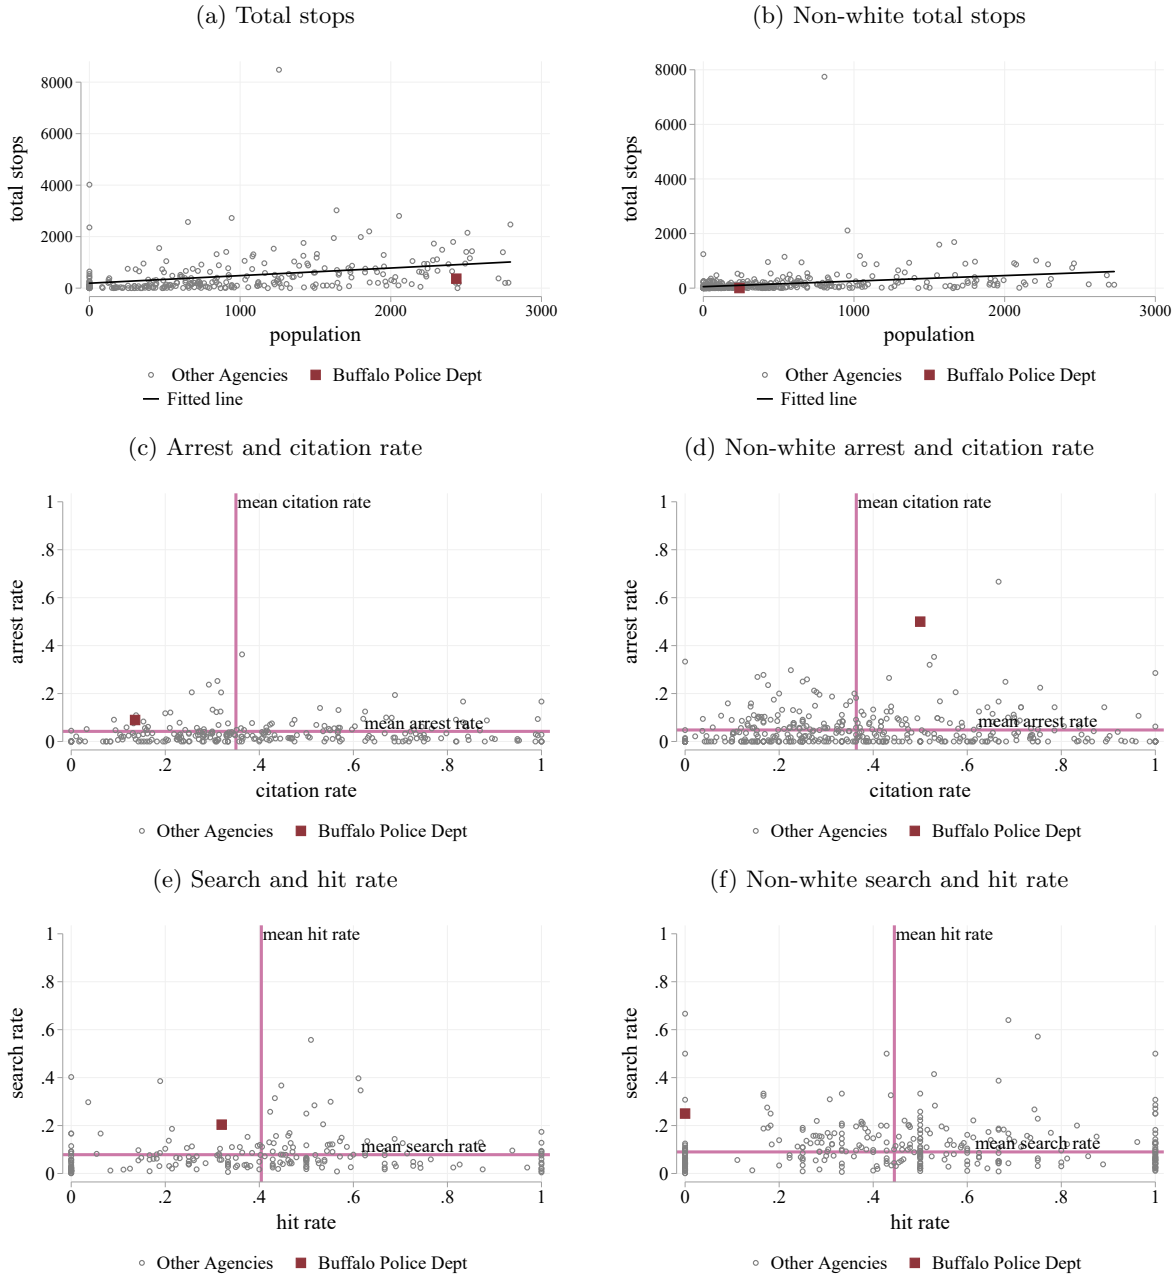 (a) Total stops
(b) Non-white total stops
total stops
8000
6000
4000
2000
0
0 1000 2000 3000
population
Other Agencies Buffalo Police Dept
Fitted line
total stops
8000
6000
4000
2000
0
0 1000 2000 3000
population
Other Agencies Buffalo Police Dept
Fitted line
(c) Arrest and citation rate
(d) Non-white arrest and citation rate
arrest rate
1
.8
.6
.4
.2
0
mean citation rate
mean arrest rate
0 .2 .4 .6 .8 1
citation rate
Other Agencies Buffalo Police Dept
arrest rate
1
.8
.6
.4
.2
0
mean citation rate
mean arrest rate
0 .2 .4 .6 .8 1
citation rate
Other Agencies Buffalo Police Dept
(e) Search and hit rate
(f) Non-white search and hit rate
search rate
1
.8
.6
.4
.2
0
mean hit rate
mean search rate
0 .2 .4 .6 .8 1
hit rate
Other Agencies Buffalo Police Dept
search rate
1
.8
.6
.4
.2
0
mean hit rate
mean search rate
0 .2 .4 .6 .8 1
hit rate
Other Agencies Buffalo Police Dept